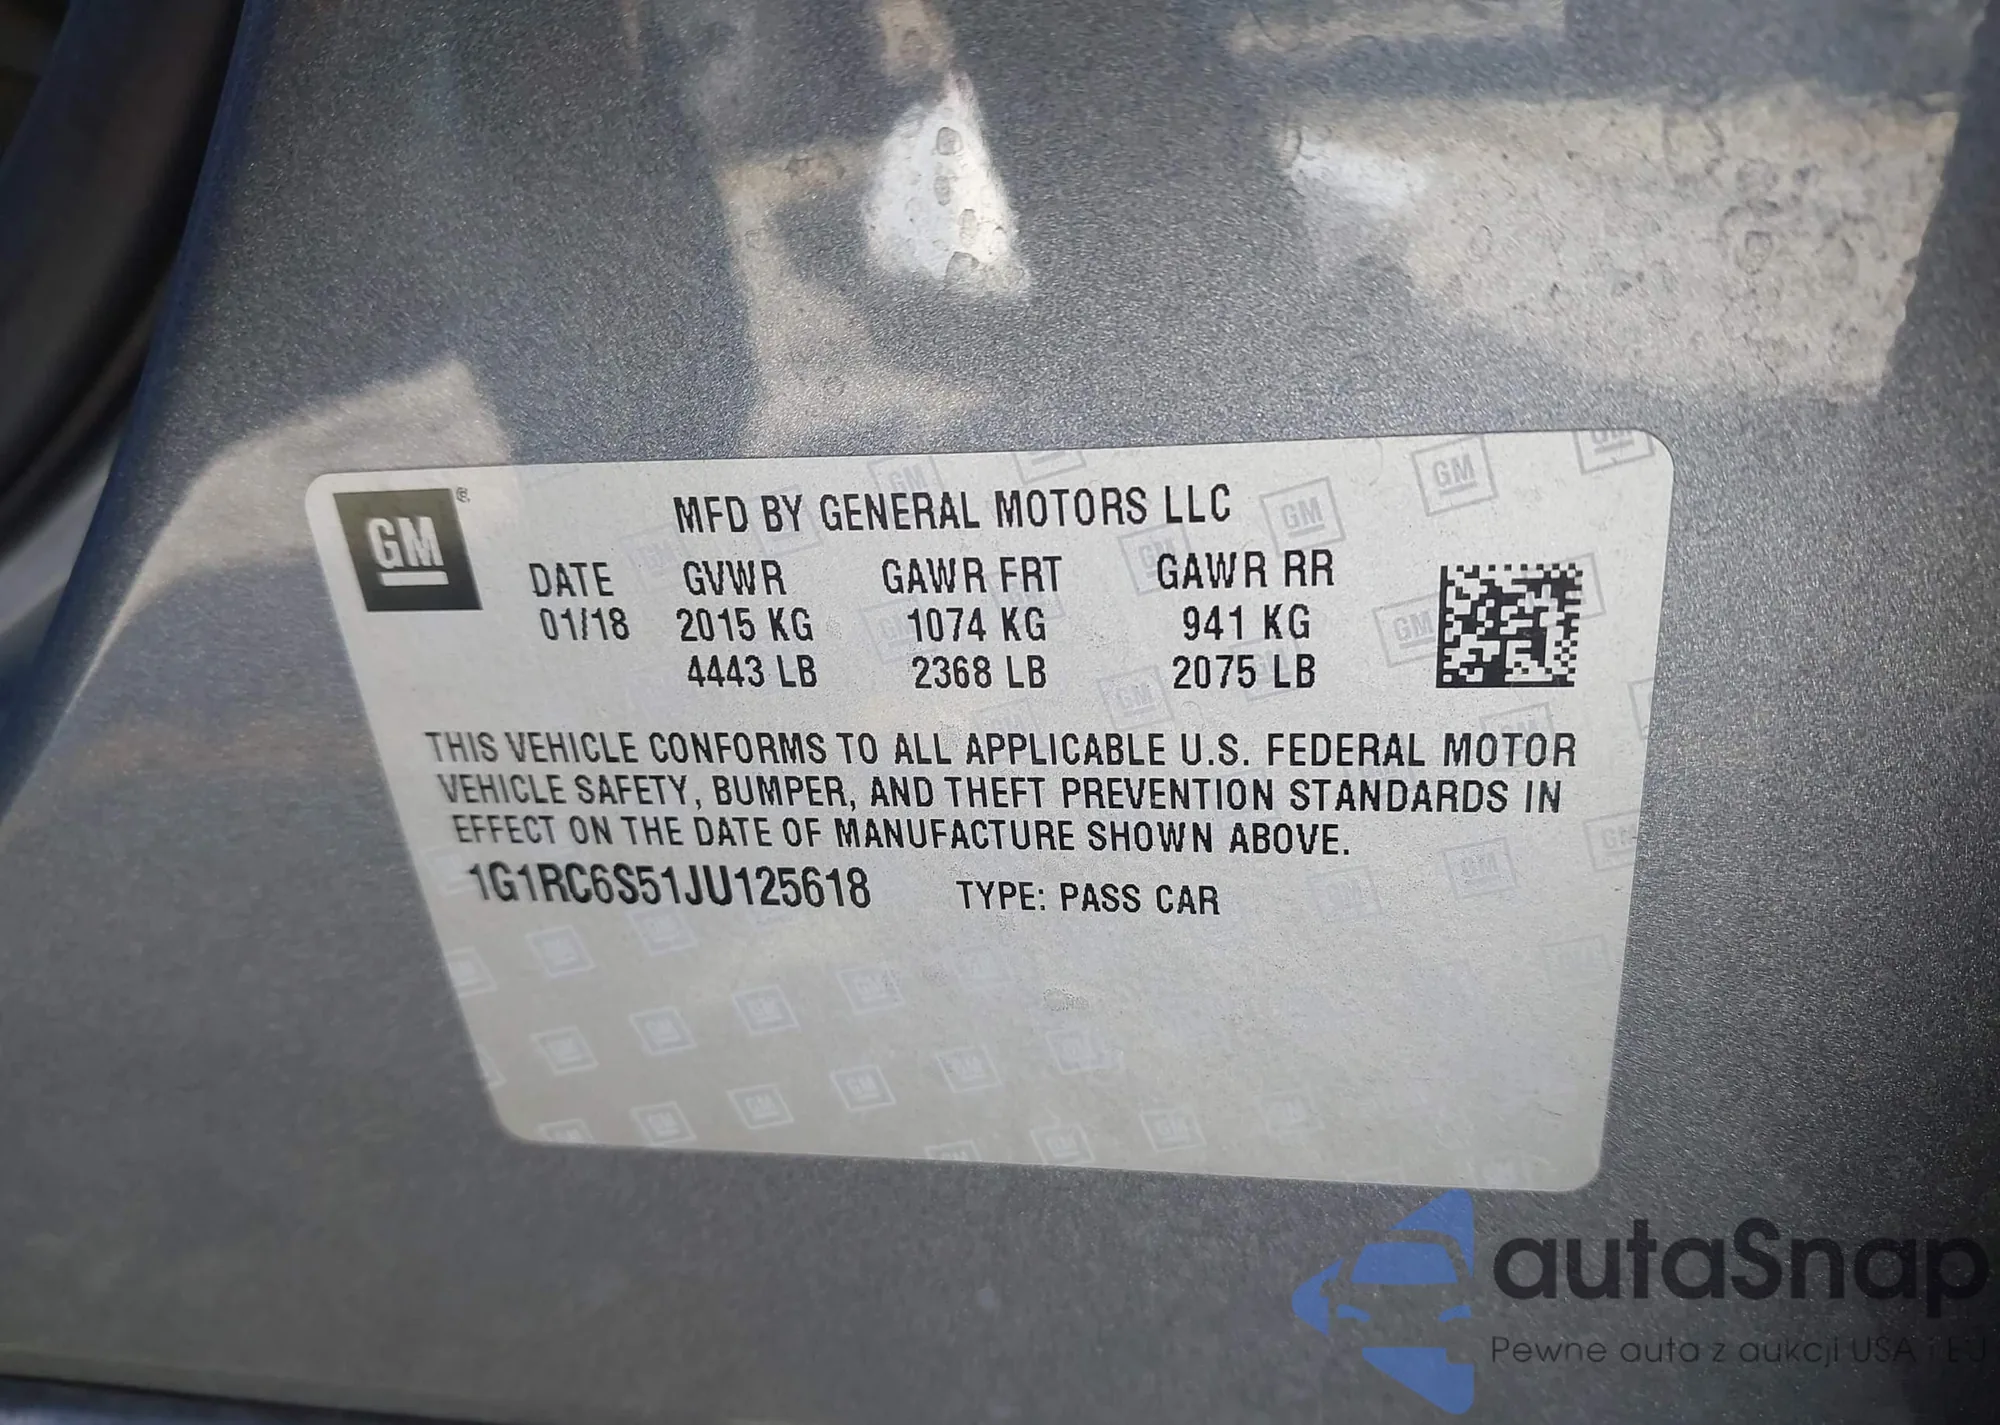 GM®
MFD BY GENERAL MOTORS LLC
DATE GVWR GAWR FRT GAWR RR
01/18 2015 KG 1074 KG 941 KG
4443 LB 2368 LB 2075 LB
THIS VEHICLE CONFORMS TO ALL APPLICABLE U.S. FEDERAL MOTOR
VEHICLE SAFETY, BUMPER, AND THEFT PREVENTION STANDARDS IN
EFFECT ON THE DATE OF MANUFACTURE SHOWN ABOVE.
1G1RC6S51JU125618 TYPE: PASS CAR
autaSnap
Pewne auta z aukcji USA i EU